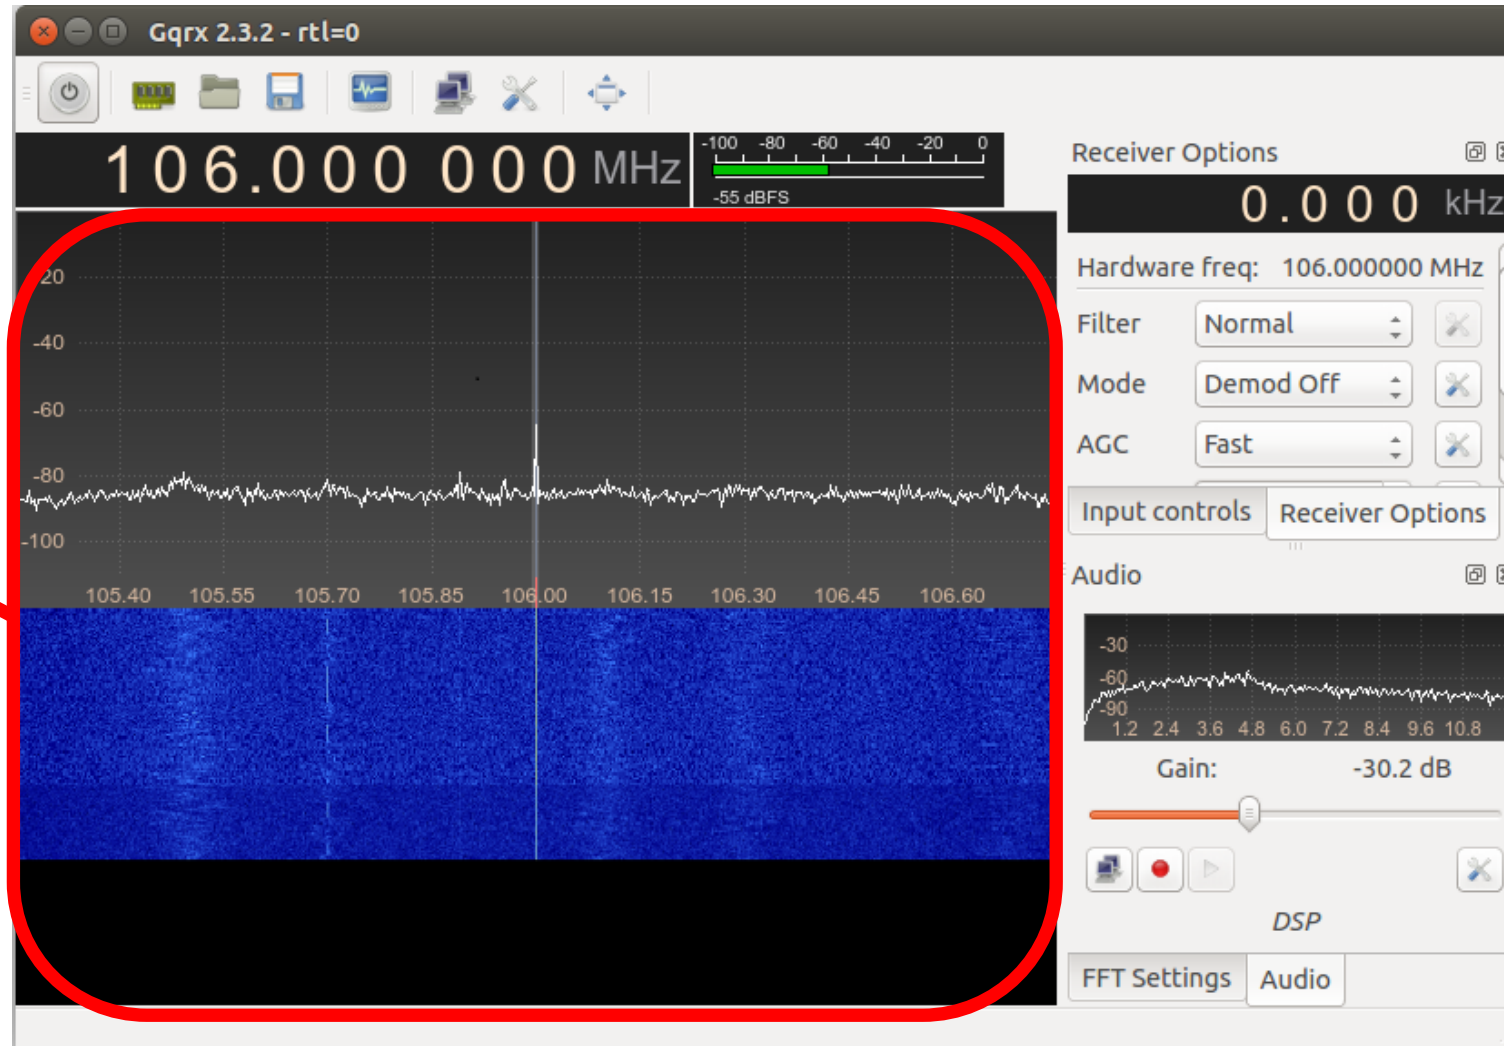 Gqrx 2.3.2 - rtl=0
106.000 000 MHz
-100 -80 -60 -40 -20 0
-55 dBFS
Receiver Options
0.000 kHz
Hardware freq: 106.000000 MHz
Filter Normal
Mode Demod Off
AGC Fast
Input controls Receiver Options
20
-40
-60
-80
-100
105.40 105.55 105.70 105.85 106.00 106.15 106.30 106.45 106.60
Audio
-30
-60
-90
1.2 2.4 3.6 4.8 6.0 7.2 8.4 9.6 10.8
Gain: -30.2 dB
DSP
FFT Settings Audio